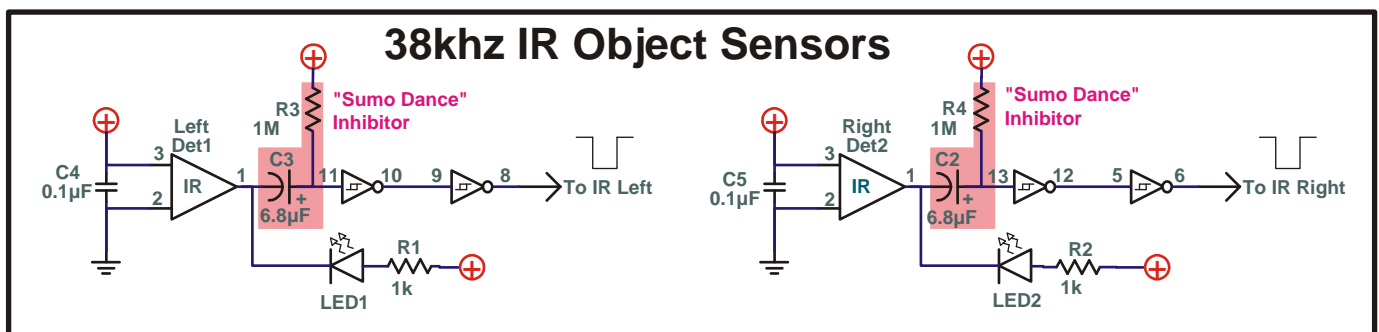 38khz IR Object Sensors
"Sumo Dance"
Inhibitor
R3
1M
Left
Det1
C4
0.1µF
3
2
IR
1
C3
+
6.8µF
11
10
9
8
To IR Left
R1
1k
LED1
"Sumo Dance"
Inhibitor
R4
1M
Right
Det2
C5
0.1µF
3
2
IR
1
C2
+
6.8µF
13
12
5
6
To IR Right
R2
1k
LED2